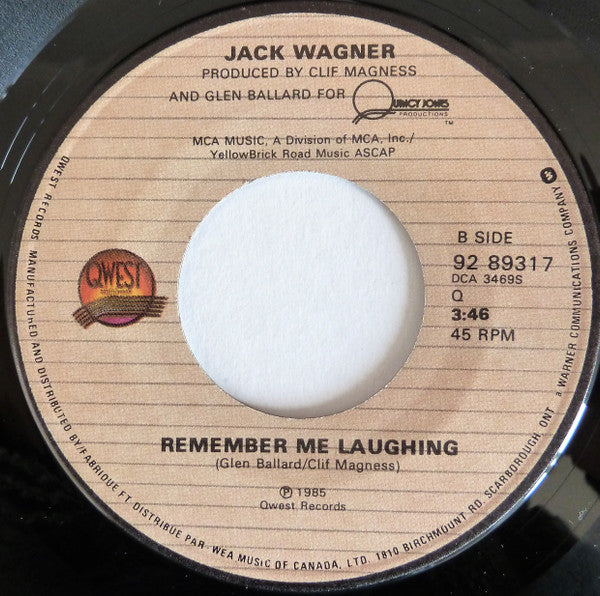 JACK WAGNER
PRODUCED BY CLIF MAGNESS
AND GLEN BALLARD FOR QUINCY JONES
PRODUCTIONS
TM
MCA MUSIC, A Division of MCA, Inc./
YellowBrick Road Music ASCAP
B SIDE
92 89317
DCA 3469S
Q
3:46
45 RPM
QWEST
REMEMBER ME LAUGHING
(Glen Ballard/Clif Magness)
℗ 1985
Qwest Records
QWEST RECORDS MANUFACTURED AND DISTRIBUTED BY/FABRIQUE ET DISTRIBUE PAR· WEA MUSIC OF CANADA, LTD. 1810 BIRCHMOUNT RD, SCARBOROUGH, ONT a WARNER COMMUNICATIONS COMPANY